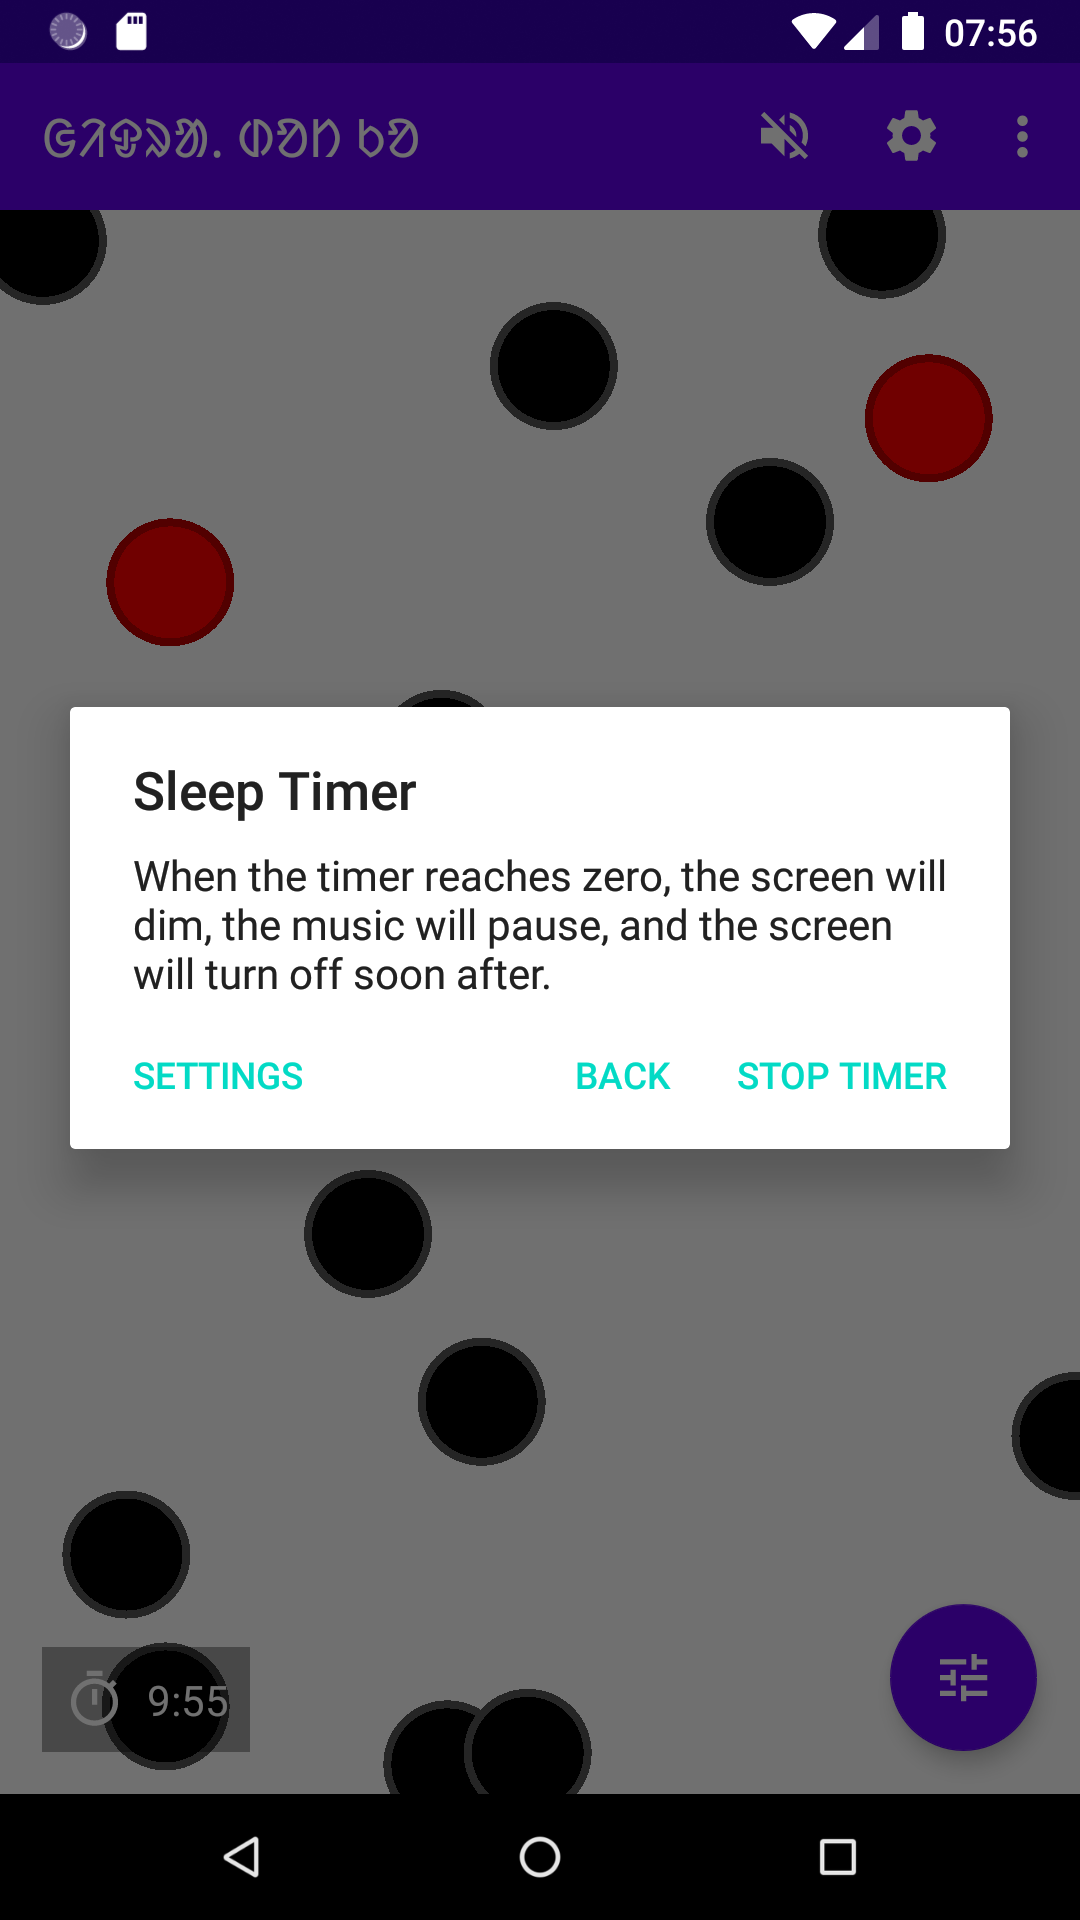 07:56
Sleep Timer
When the timer reaches zero, the screen will
dim, the music will pause, and the screen
will turn off soon after.
SETTINGS
BACK
STOP TIMER
9:55